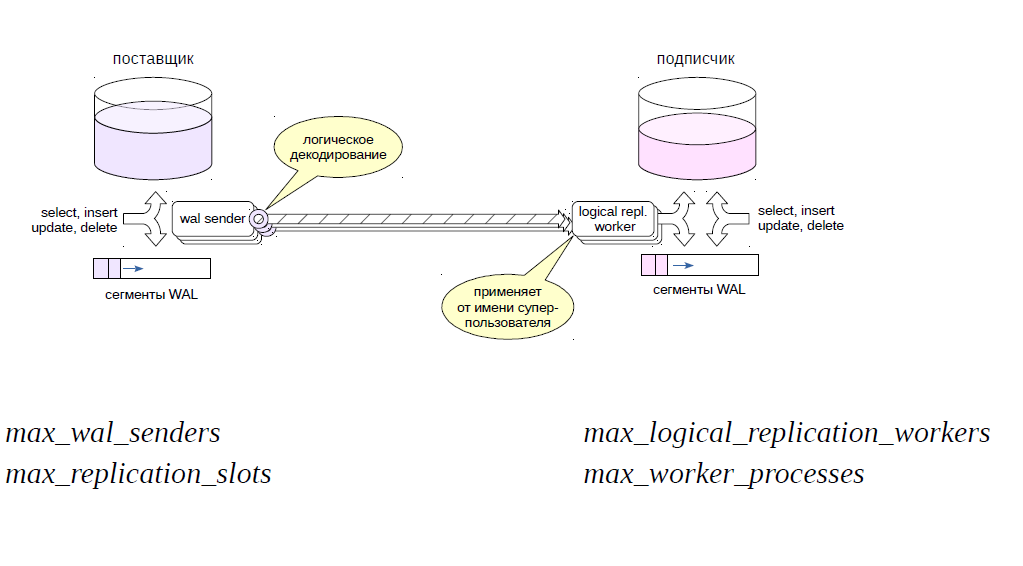 поставщик
подписчик
логическое
декодирование
select, insert
update, delete
wal sender
logical repl.
worker
select, insert
update, delete
сегменты WAL
применяет
от имени супер-
пользователя
сегменты WAL
max_wal_senders
max_replication_slots
max_logical_replication_workers
max_worker_processes